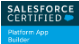 SALESFORCE
CERTIFIED
Platform App
Builder